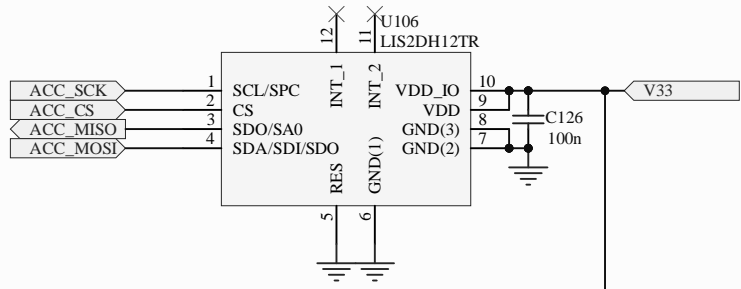 U106
LIS2DH12TR
12
11
INT_1
INT_2
ACC_SCK
1
SCL/SPC
VDD_IO
10
V33
ACC_CS
2
CS
VDD
9
ACC_MISO
3
SDO/SA0
GND(3)
8
C126
ACC_MOSI
4
SDA/SDI/SDO
GND(2)
7
100n
RES
GND(1)
5
6